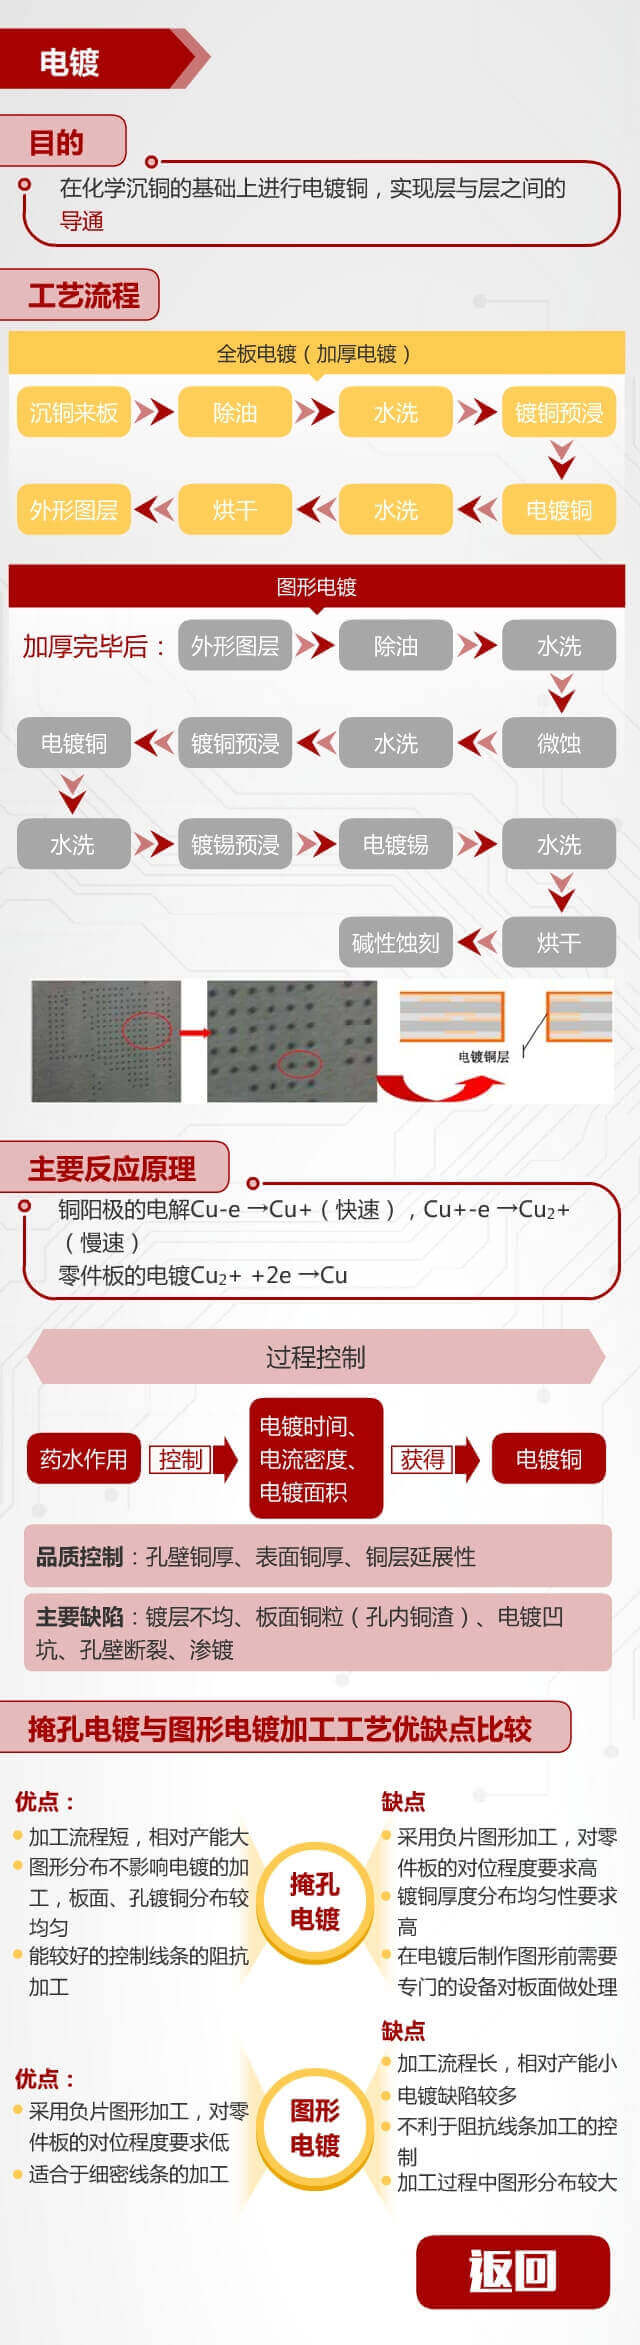 电镀
目的
在化学沉铜的基础上进行电镀铜，实现层与层之间的
导通
工艺流程
全板电镀（加厚电镀）
沉铜来板 除油 水洗 镀铜预浸
外形图层 烘干 水洗 电镀铜
图形电镀
加厚完毕后： 外形图层 除油 水洗
电镀铜 镀铜预浸 水洗 微蚀
水洗 镀锡预浸 电镀锡 水洗
碱性蚀刻 烘干
电镀铜层
主要反应原理
铜阳极的电解Cu-e →Cu+（快速），Cu+-e →Cu2+
（慢速）
零件板的电镀Cu2+ +2e →Cu
过程控制
药水作用 控制
电镀时间、
电流密度、
电镀面积
获得 电镀铜
品质控制：孔壁铜厚、表面铜厚、铜层延展性
主要缺陷：镀层不均、板面铜粒（孔内铜渣）、电镀凹
坑、孔壁断裂、渗镀
掩孔电镀与图形电镀加工工艺优缺点比较
优点：
加工流程短，相对产能大
图形分布不影响电镀的加
工，板面、孔镀铜分布较
均匀
能较好的控制线条的阻抗
加工
掩孔
电镀
缺点
采用负片图形加工，对零
件板的对位程度要求高
镀铜厚度分布均匀性要求
高
在电镀后制作图形前需要
专门的设备对板面做处理
优点：
采用负片图形加工，对零
件板的对位程度要求低
适合于细密线条的加工
图形
电镀
缺点
加工流程长，相对产能小
电镀缺陷较多
不利于阻抗线条加工的控
制
加工过程中图形分布较大
返回